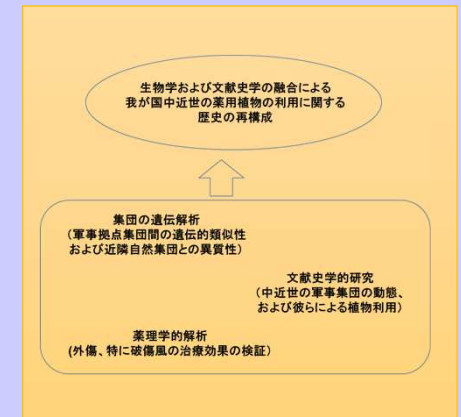 生物学および文献史学の融合による
我が国中近世の薬用植物の利用に関する
歴史の再構成
集団の遺伝解析
（軍事拠点集団間の遺伝的類似性
および近隣自然集団との異質性）
文献史学的研究
（中近世の軍事集団の動態、
および彼らによる植物利用）
薬理学的解析
(外傷、特に破傷風の治療効果の検証）